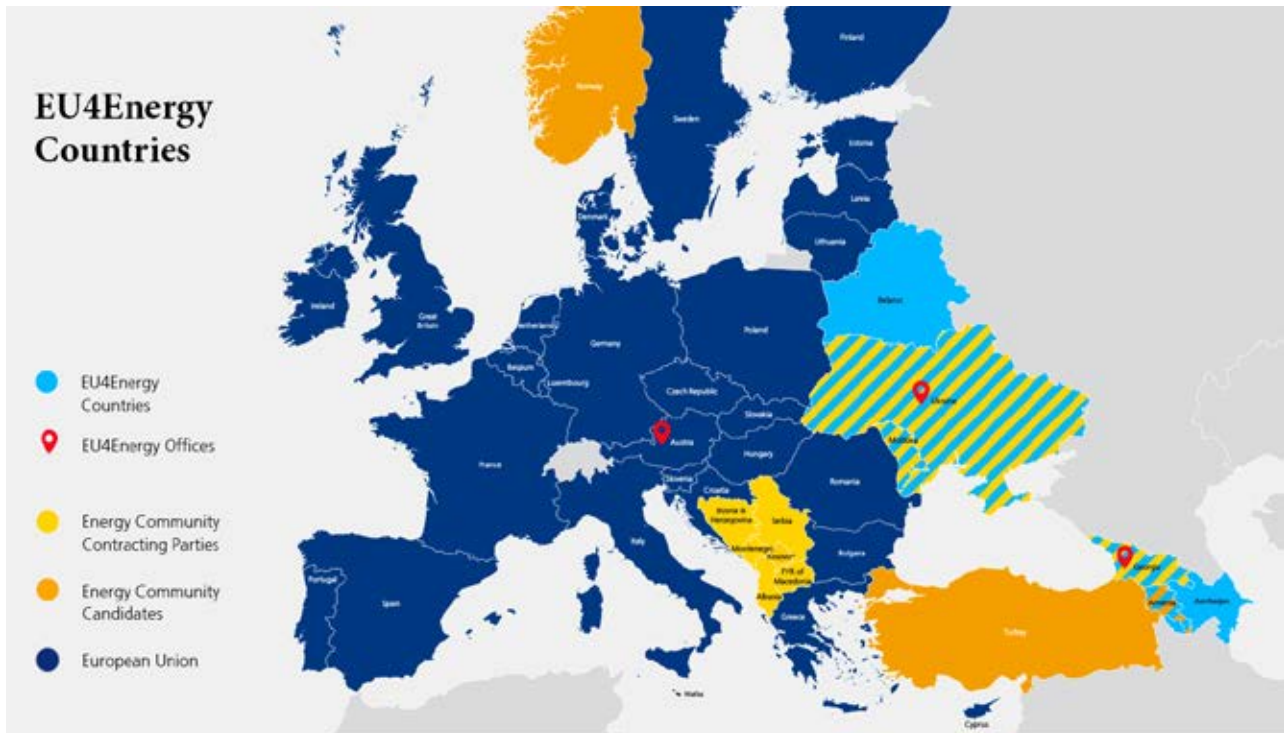 EU4Energy
Countries
EU4Energy
Countries
EU4Energy Offices
Energy Community
Contracting Parties
Energy Community
Candidates
European Union
Norway
Sweden
Finland
Estonia
Latvia
Lithuania
Denmark
Ireland
Great
Britain
Netherlands
Belgium
Luxembourg
Germany
Poland
Belarus
Czech Republic
Slovakia
Ukraine
Moldova
Austria
Hungary
France
Slovenia
Croatia
Romania
Bosnia &
Herzegovina
Serbia
Italy
Montenegro
Kosovo*
Bulgaria
FYR of
Macedonia
Albania
Portugal
Spain
Greece
Turkey
Georgia
Armenia
Azerbaijan
Malta
Cyprus